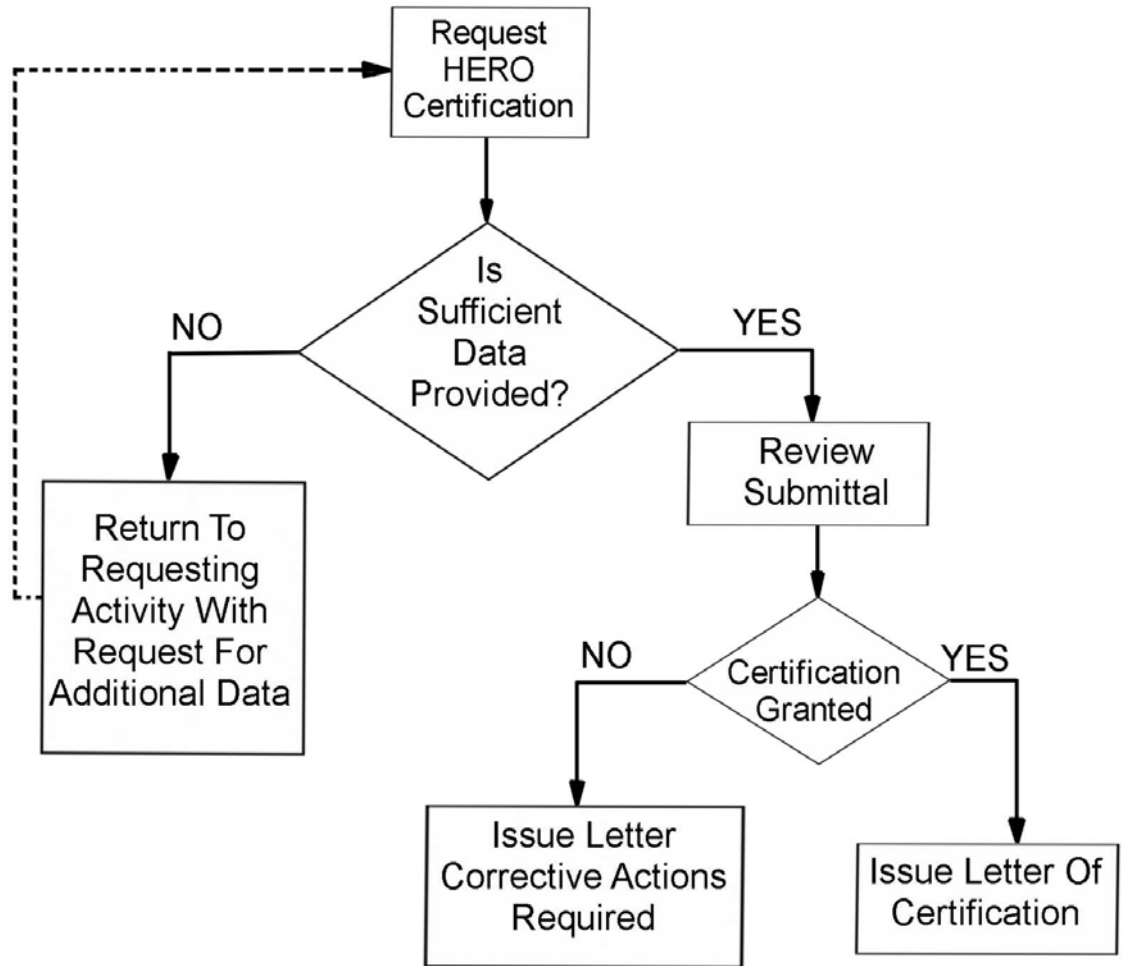 Request
HERO
Certification
Is
Sufficient
Data
Provided?
NO
YES
Return To
Requesting
Activity With
Request For
Additional Data
Review
Submittal
Certification
Granted
NO
YES
Issue Letter
Corrective Actions
Required
Issue Letter Of
Certification